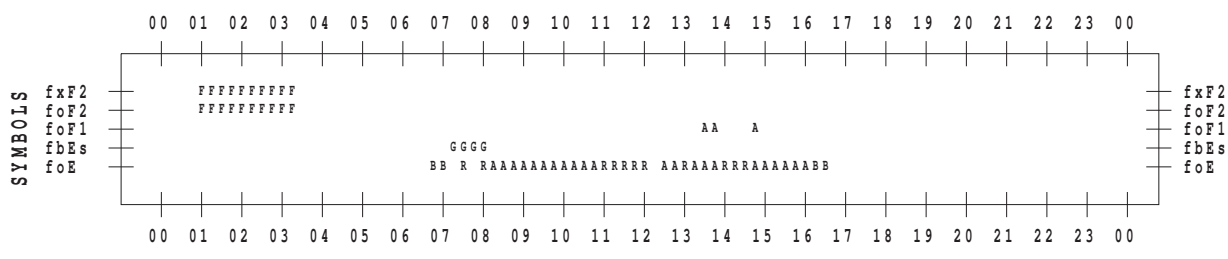 00 01 02 03 04 05 06 07 08 09 10 11 12 13 14 15 16 17 18 19 20 21 22 23 00
SYMBOLS
fxF2 FFFFFFFFFF fxF2
foF2 FFFFFFFFFF foF2
foF1 AA A foF1
fbEs GGGG fbEs
foE BB R RAAAAAAAAAAARRRRR AARAAARRRAAAAAABB foE
00 01 02 03 04 05 06 07 08 09 10 11 12 13 14 15 16 17 18 19 20 21 22 23 00